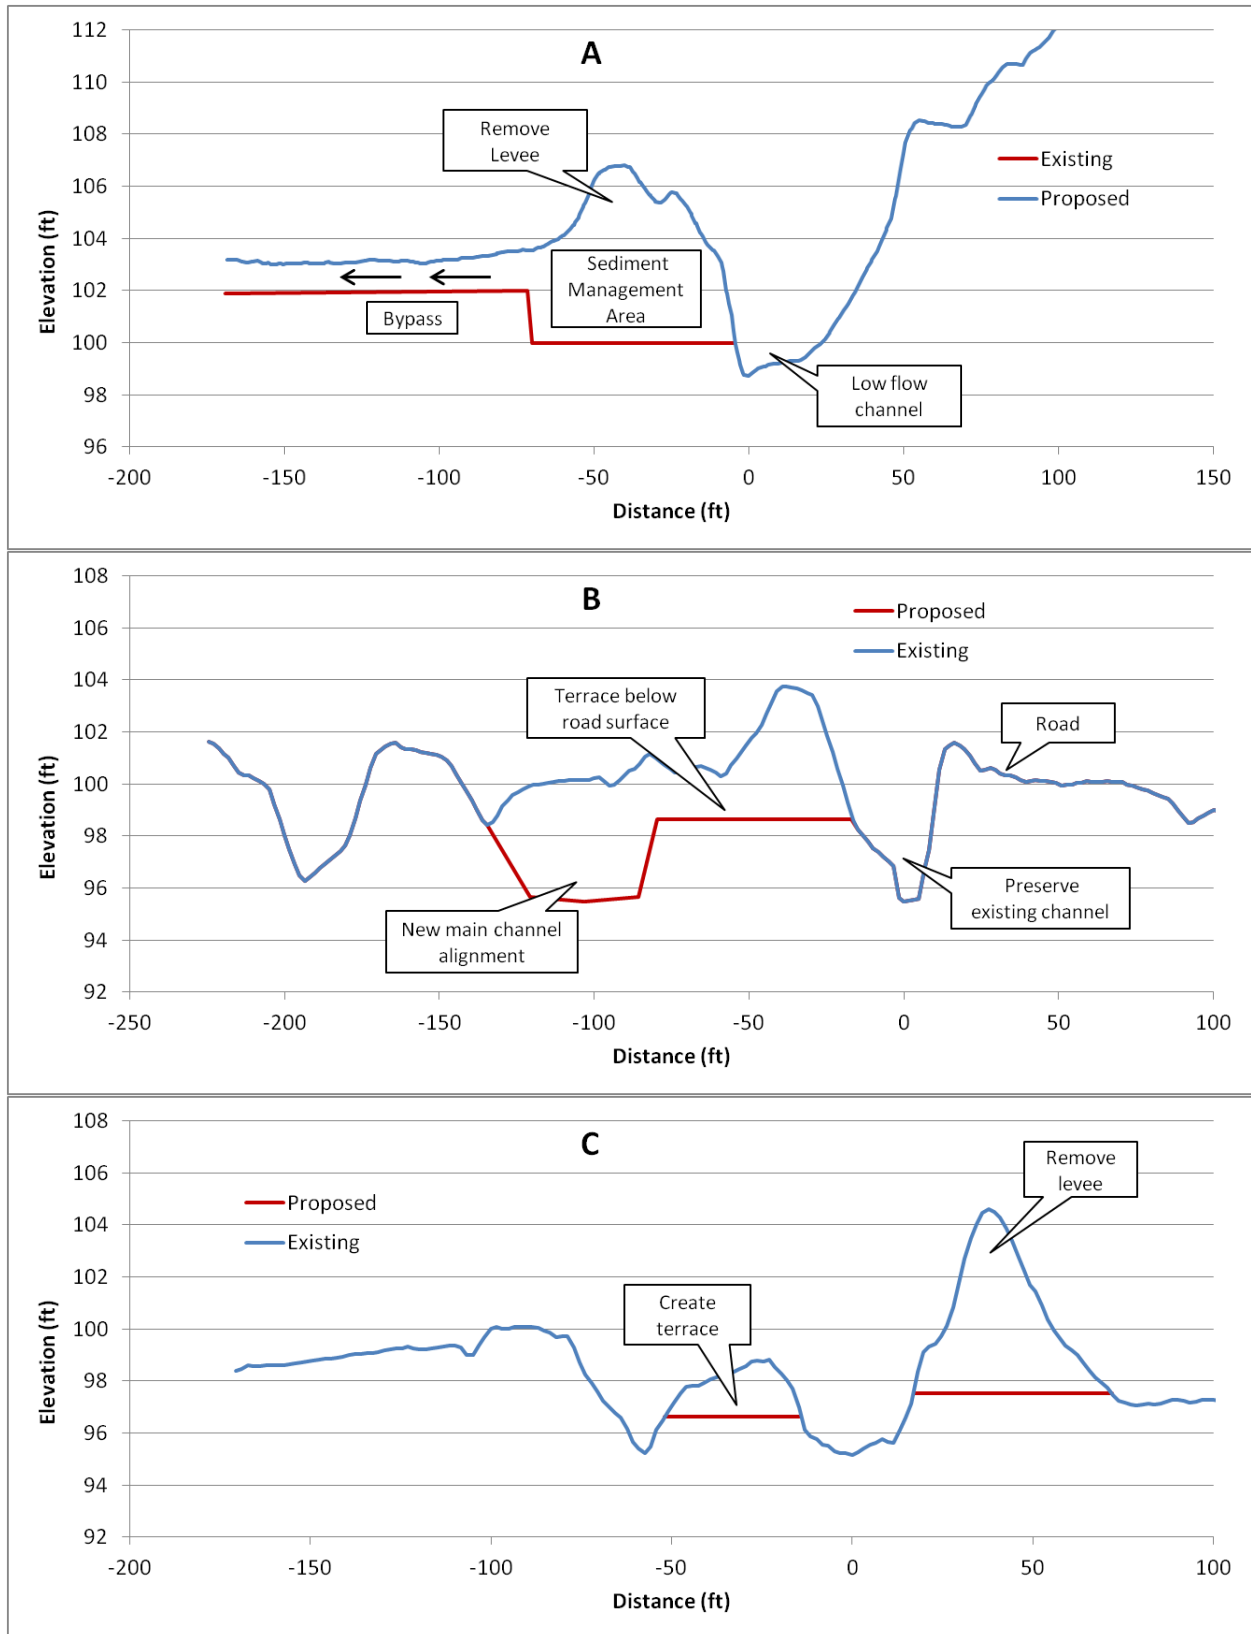 A
112
110
108
106
104
102
100
98
96
Elevation (ft)
Remove
Levee
Existing
Proposed
Sediment
Management
Area
Bypass
Low flow
channel
-200
-150
-100
-50
0
50
100
150
Distance (ft)
B
108
106
104
102
100
98
96
94
92
Elevation (ft)
Proposed
Existing
Terrace below
road surface
Road
New main channel
alignment
Preserve
existing channel
-250
-200
-150
-100
-50
0
50
100
Distance (ft)
C
108
106
104
102
100
98
96
94
92
Elevation (ft)
Proposed
Existing
Remove
levee
Create
terrace
-200
-150
-100
-50
0
50
100
Distance (ft)